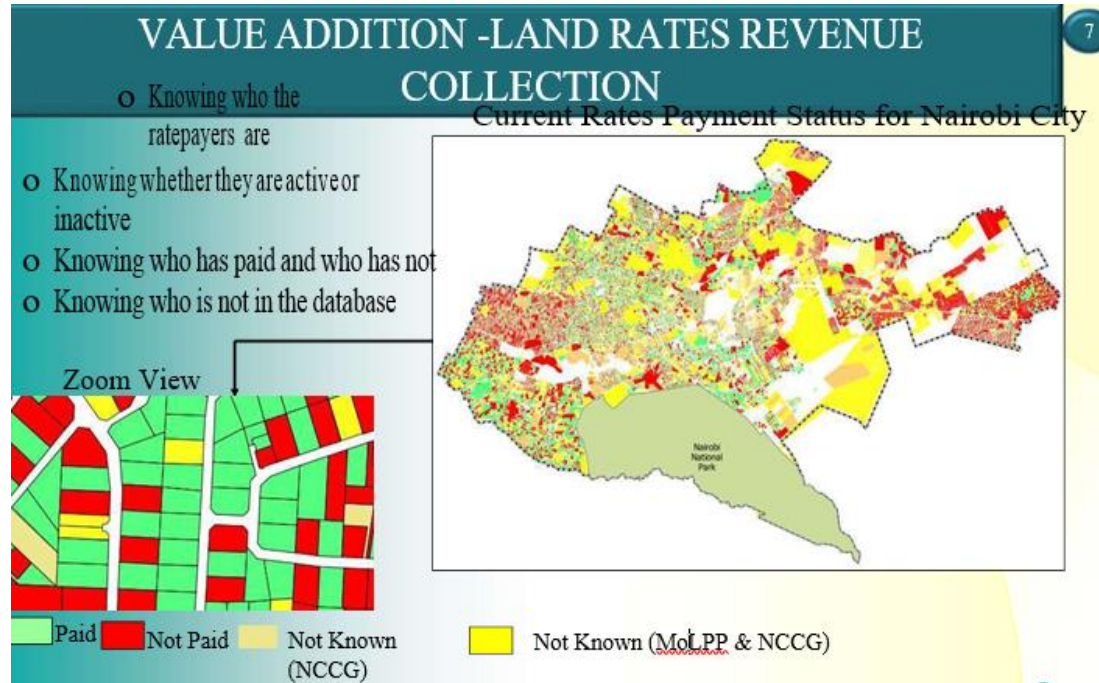 VALUE ADDITION -LAND RATES REVENUE
COLLECTION
7
o Knowing who the
ratepayers are
o Knowing whether they are active or
inactive
o Knowing who has paid and who has not
o Knowing who is not in the database
Current Rates Payment Status for Nairobi City
Nairobi
National
Park
Zoom View
Paid
Not Paid
Not Known
(NCCG)
Not Known (MoLPP & NCCG)